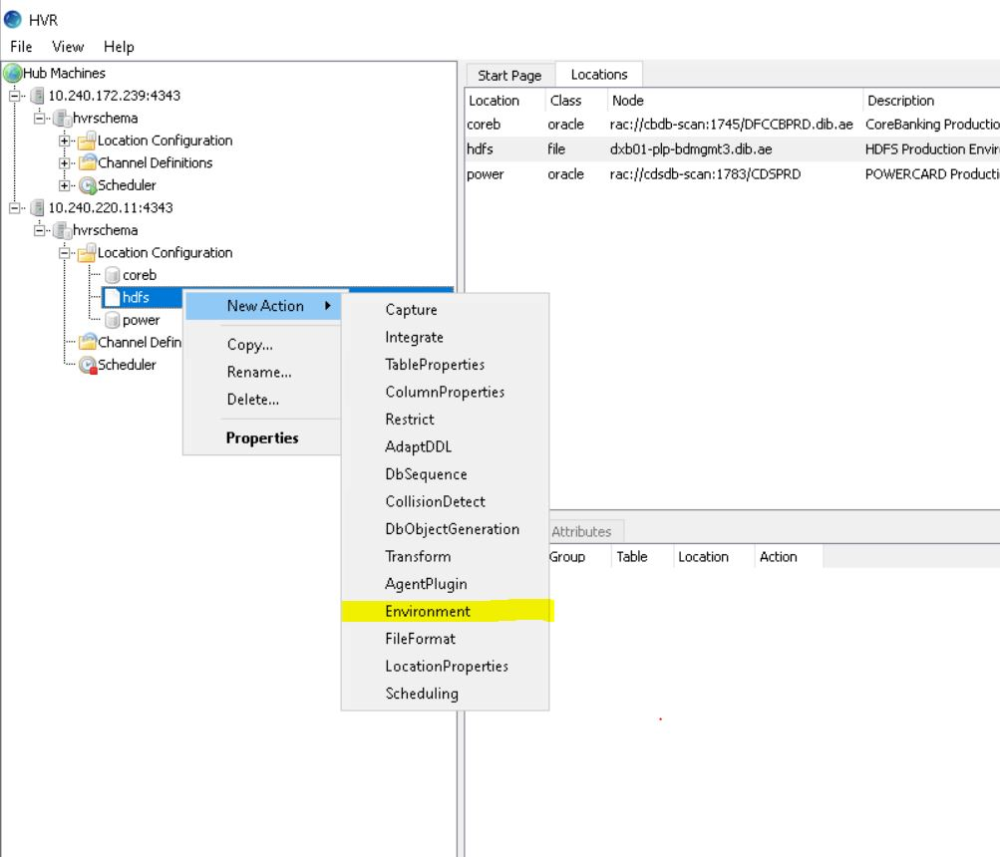 HVR
File View Help
Hub Machines
10.240.172.239:4343
hvrschema
Location Configuration
Channel Definitions
Scheduler
10.240.220.11:4343
hvrschema
Location Configuration
coreb
hdfs
power
Channel Defin
Scheduler
New Action
Copy...
Rename...
Delete...
Properties
Capture
Integrate
TableProperties
ColumnProperties
Restrict
AdaptDDL
DbSequence
CollisionDetect
DbObjectGeneration
Transform
AgentPlugin
Environment
FileFormat
LocationProperties
Scheduling
Start Page Locations
Location Class Node Description
coreb oracle rac://cbdb-scan:1745/DFCCBPRD.dib.ae CoreBanking Productio
hdfs file dxb01-plp-bdmgmt3.dib.ae HDFS Production Envir
power oracle rac://cdsdb-scan:1783/CDSPRD POWERCARD Producti
Attributes
Group Table Location Action